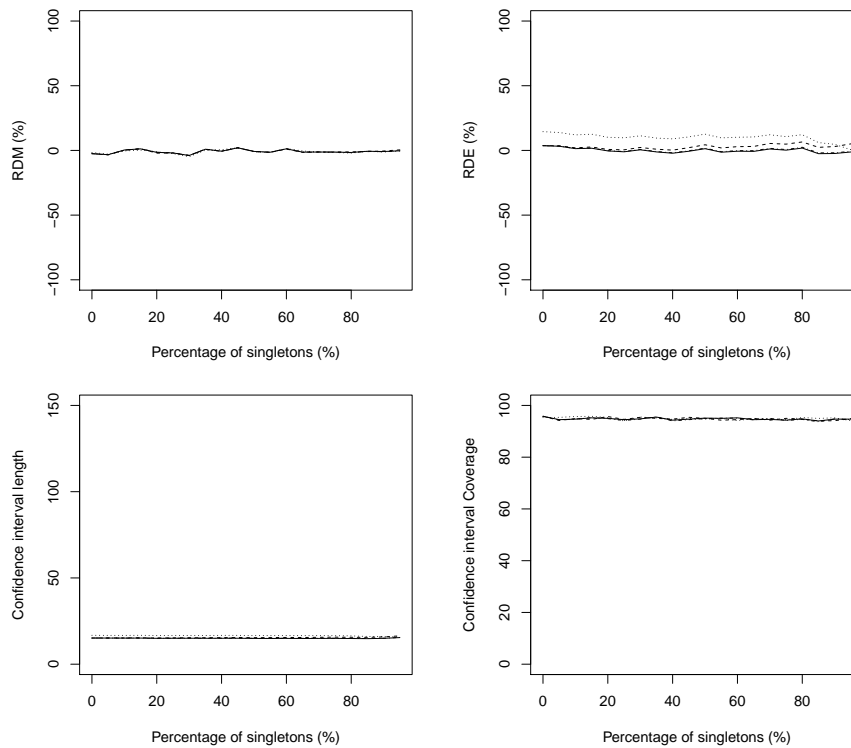 100
50
0
−50
−100
RDM (%)
0 20 40 60 80
Percentage of singletons (%)
100
50
0
−50
−100
RDE (%)
0 20 40 60 80
Percentage of singletons (%)
150
100
50
0
Confidence interval length
0 20 40 60 80
Percentage of singletons (%)
100
80
60
40
20
0
Confidence interval Coverage
0 20 40 60 80
Percentage of singletons (%)